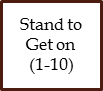 Stand to
Get on
(1-10)